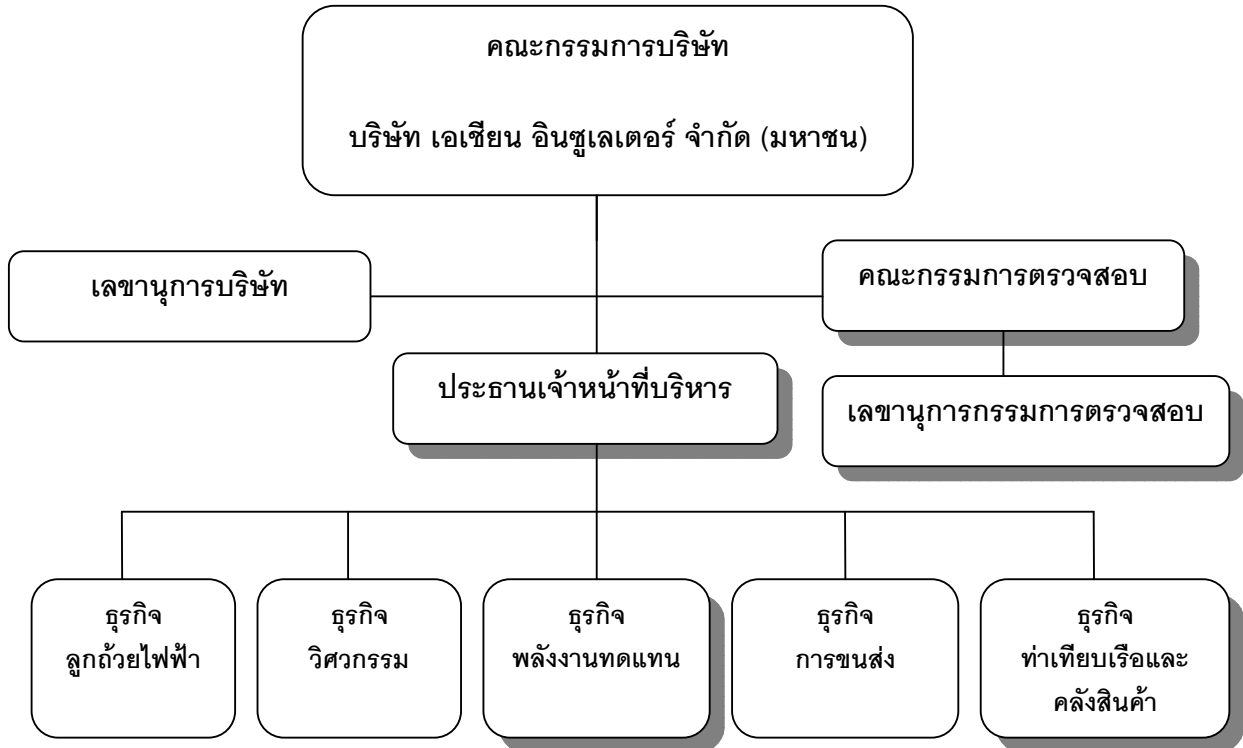 คณะกรรมการบริษัท
บริษัท เอเชียน อินซูเลเตอร์ จำกัด (มหาชน)
เลขานุการบริษัท
คณะกรรมการตรวจสอบ
ประธานเจ้าหน้าที่บริหาร
เลขานุการกรรมการตรวจสอบ
ธุรกิจ
ลูกถ้วยไฟฟ้า
ธุรกิจ
วิศวกรรม
ธุรกิจ
พลังงานทดแทน
ธุรกิจ
การขนส่ง
ธุรกิจ
ท่าเทียบเรือและ
คลังสินค้า